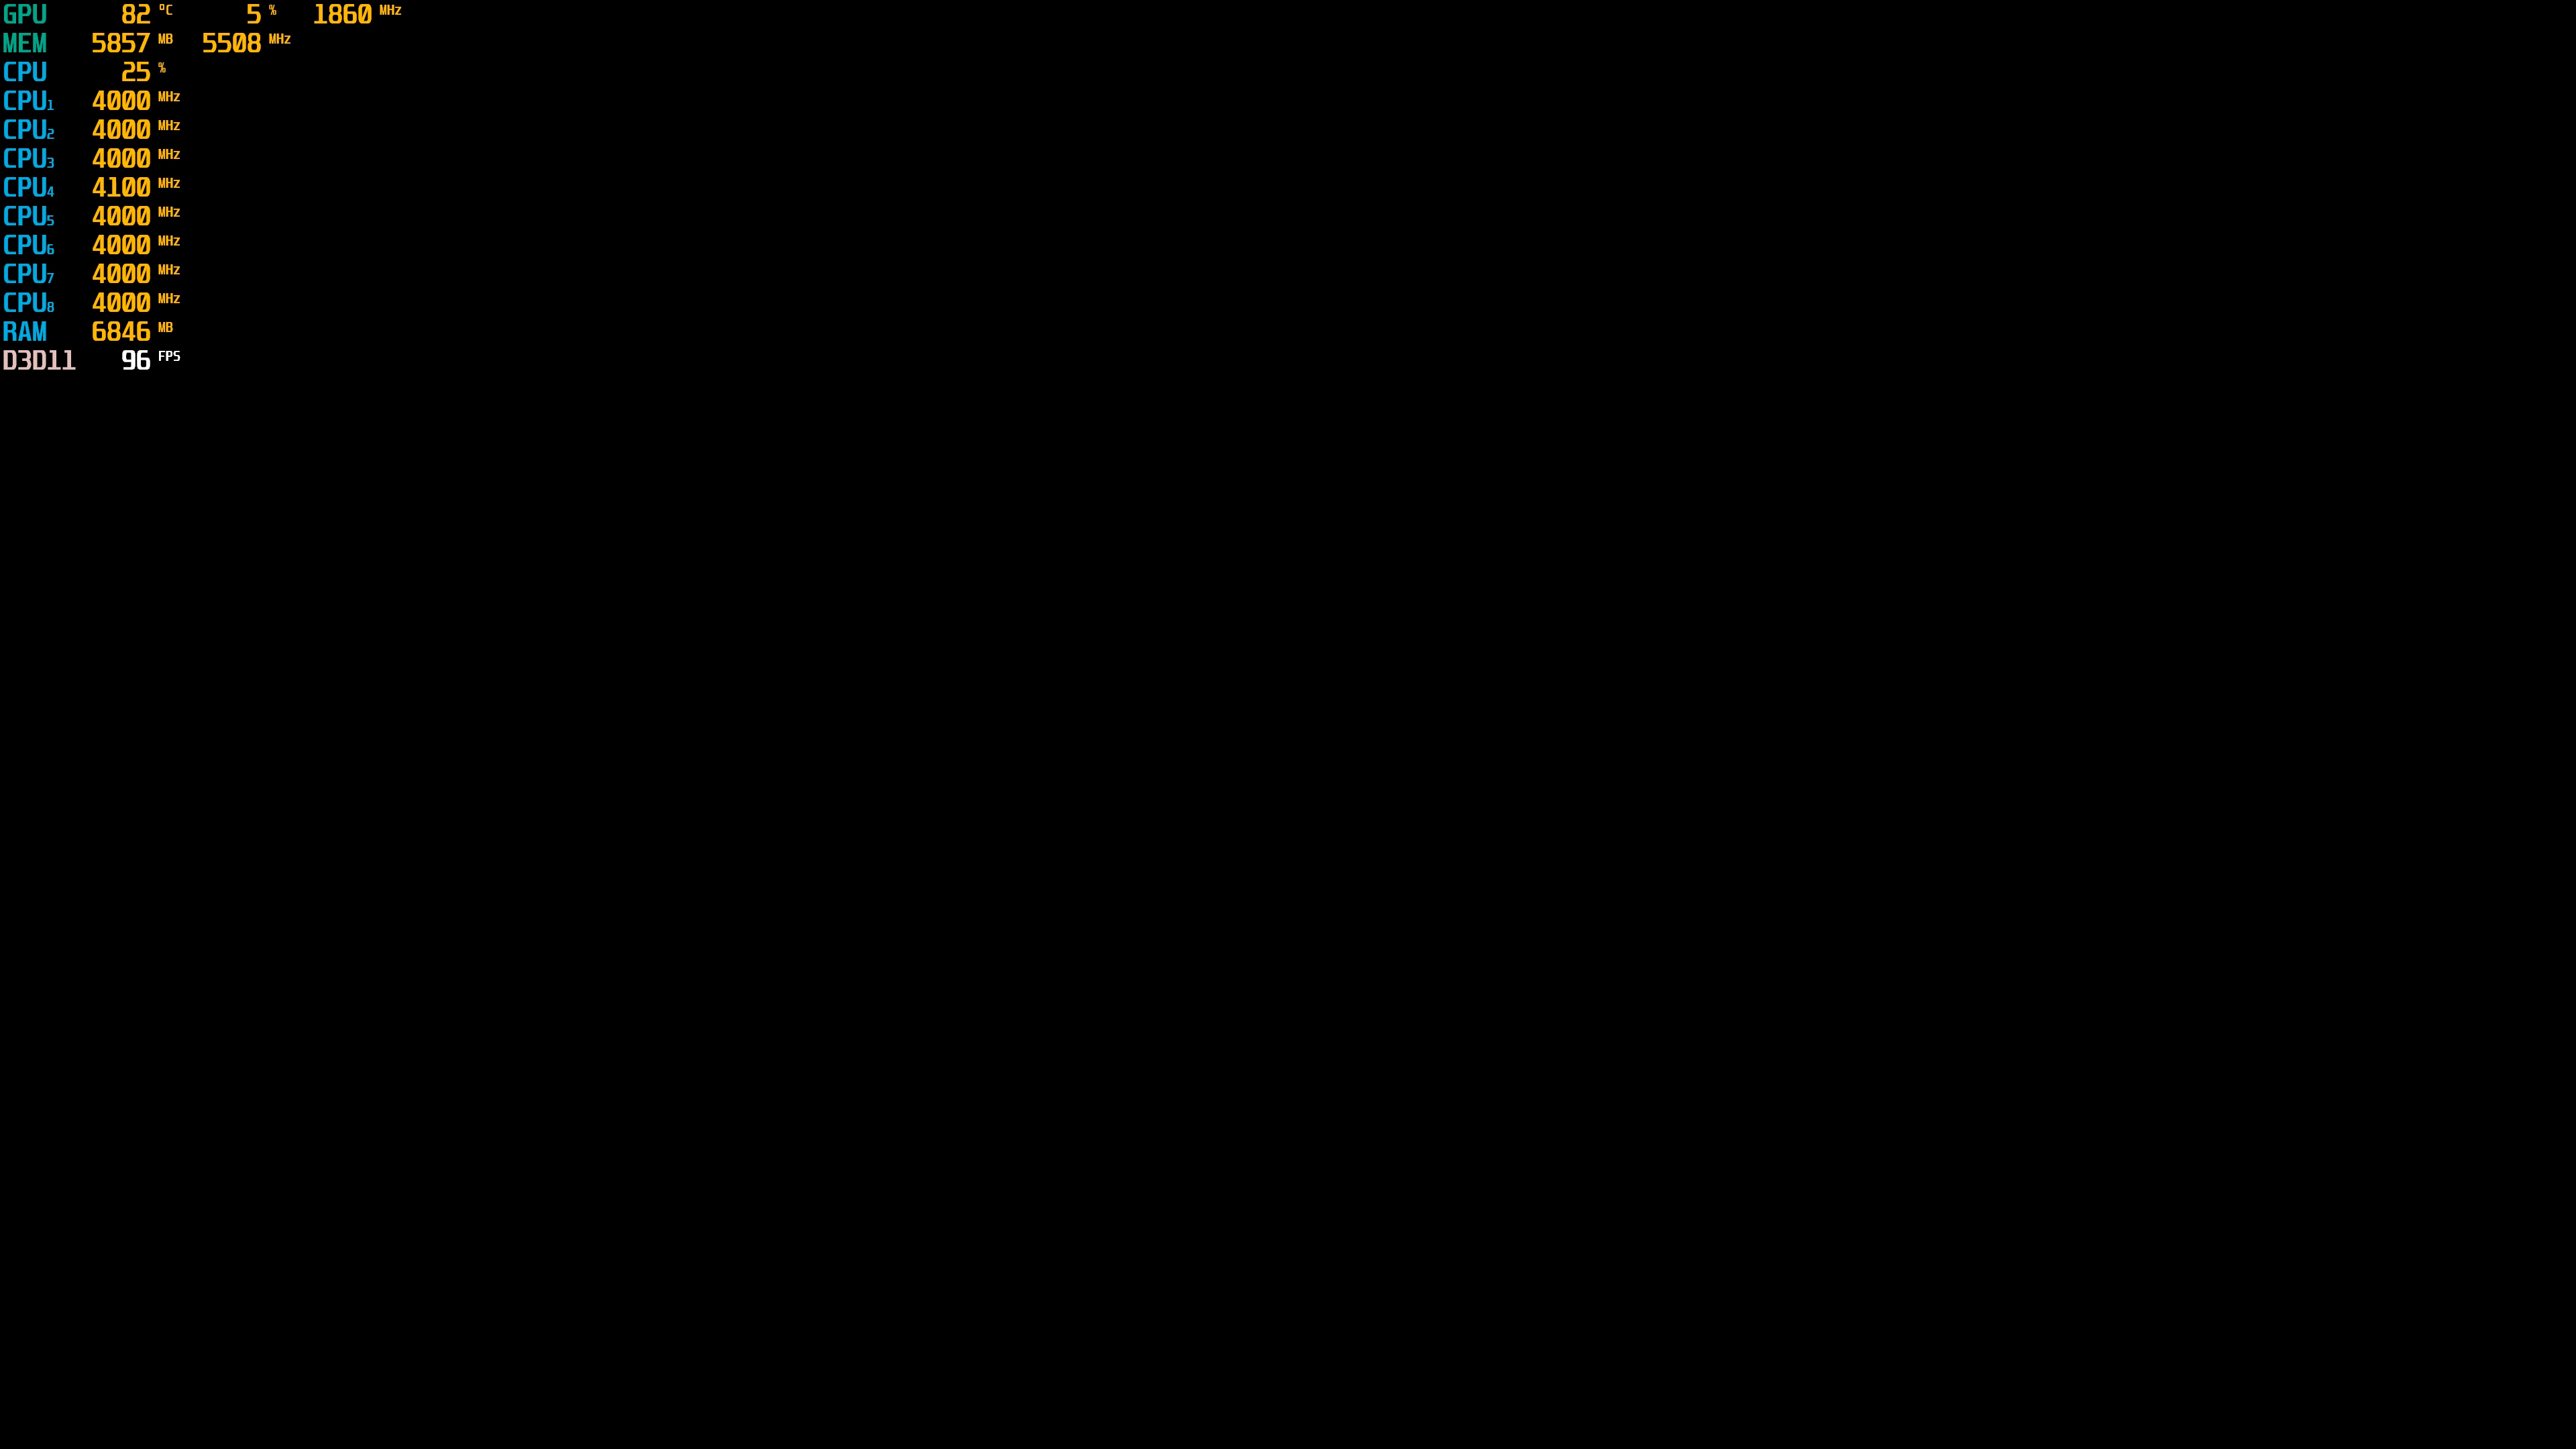 GPU 82 °C 5 % 1860 MHz
MEM 5857 MB 5508 MHz
CPU 25 %
CPU1 4000 MHz
CPU2 4000 MHz
CPU3 4000 MHz
CPU4 4100 MHz
CPU5 4000 MHz
CPU6 4000 MHz
CPU7 4000 MHz
CPU8 4000 MHz
RAM 6846 MB
D3D11 96 FPS